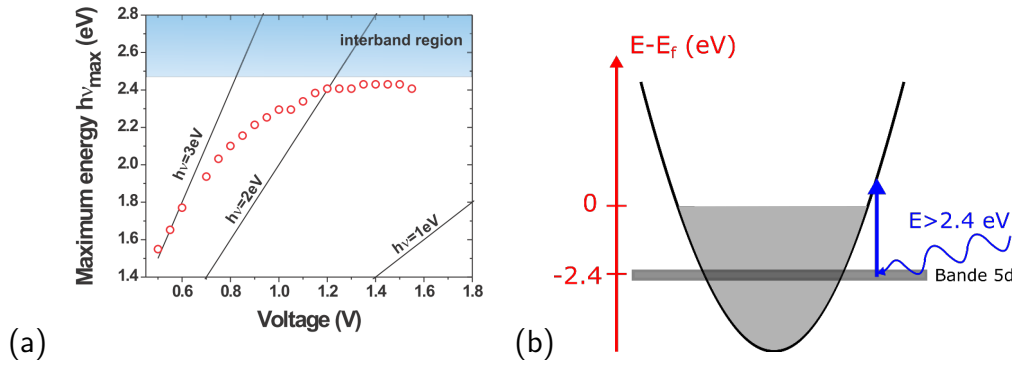 (a)
Maximum energy hνmax (eV)
2.8
2.6
2.4
2.2
2.0
1.8
1.6
1.4
interband region
hν=3eV
hν=2eV
hν=1eV
0.6 0.8 1.0 1.2 1.4 1.6 1.8
Voltage (V)
(b)
E-Ef (eV)
0
-2.4
E>2.4 eV
Bande 5d